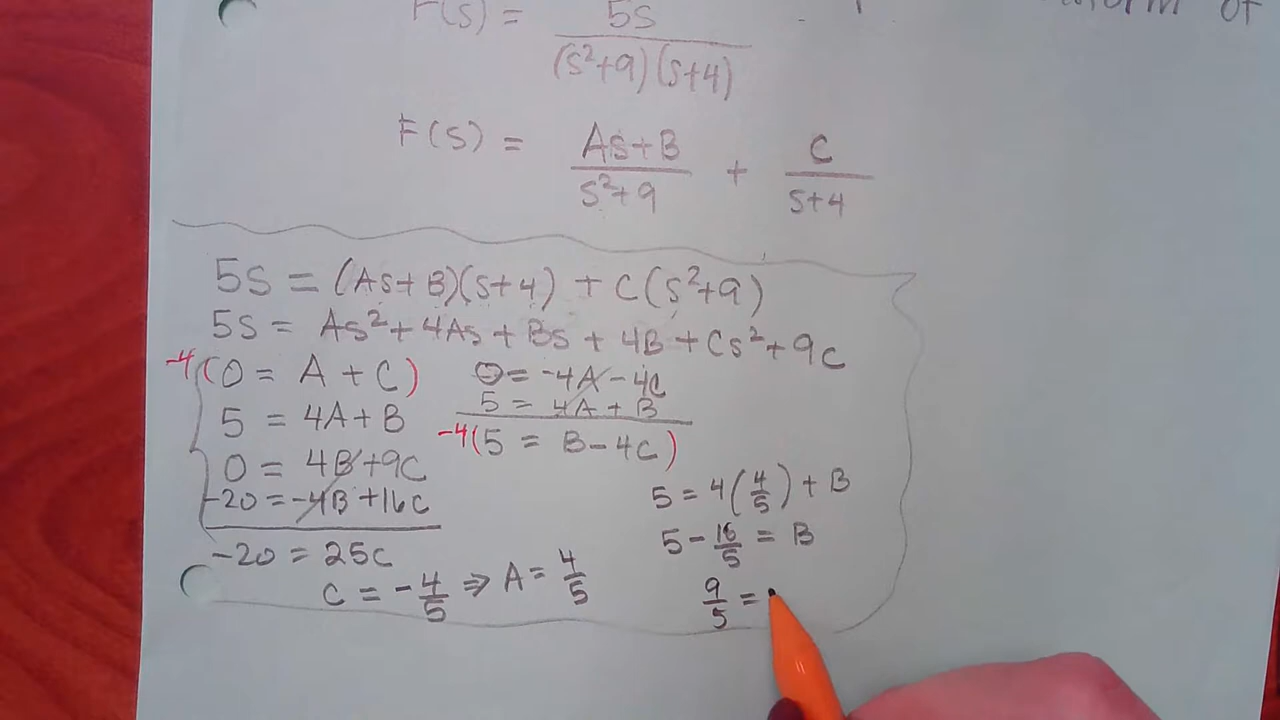 of
F(s) = 5s
(s²+9)(s+4)
F(s) = As+B + C
s²+9 s+4
5s = (As+B)(s+4) + C(s²+9)
5s = As² + 4As + Bs + 4B + Cs² + 9C
-4(0 = A + C)
5 = 4A + B
0 = 4B + 9C
-20 = -4B + 16C
-20 = 25C
C = -4/5 ⇒ A = 4/5
0 = -4A - 4C
5 = 4A + B
-4(5 = B - 4C)
5 = 4(4/5) + B
5 - 16/5 = B
9/5 =